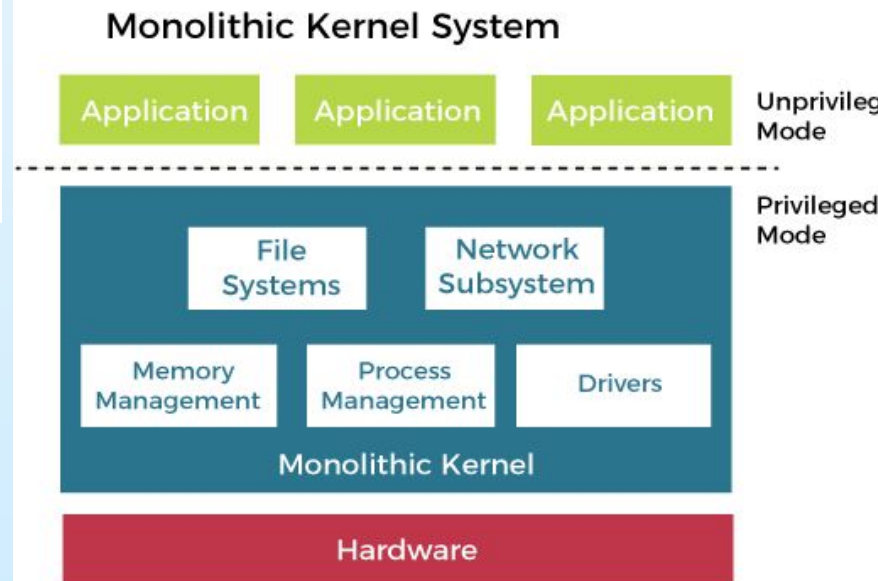 Monolithic Kernel System
Application Application Application
Unprivileg
Mode
Privileged
Mode
File
Systems
Network
Subsystem
Memory
Management
Process
Management
Drivers
Monolithic Kernel
Hardware